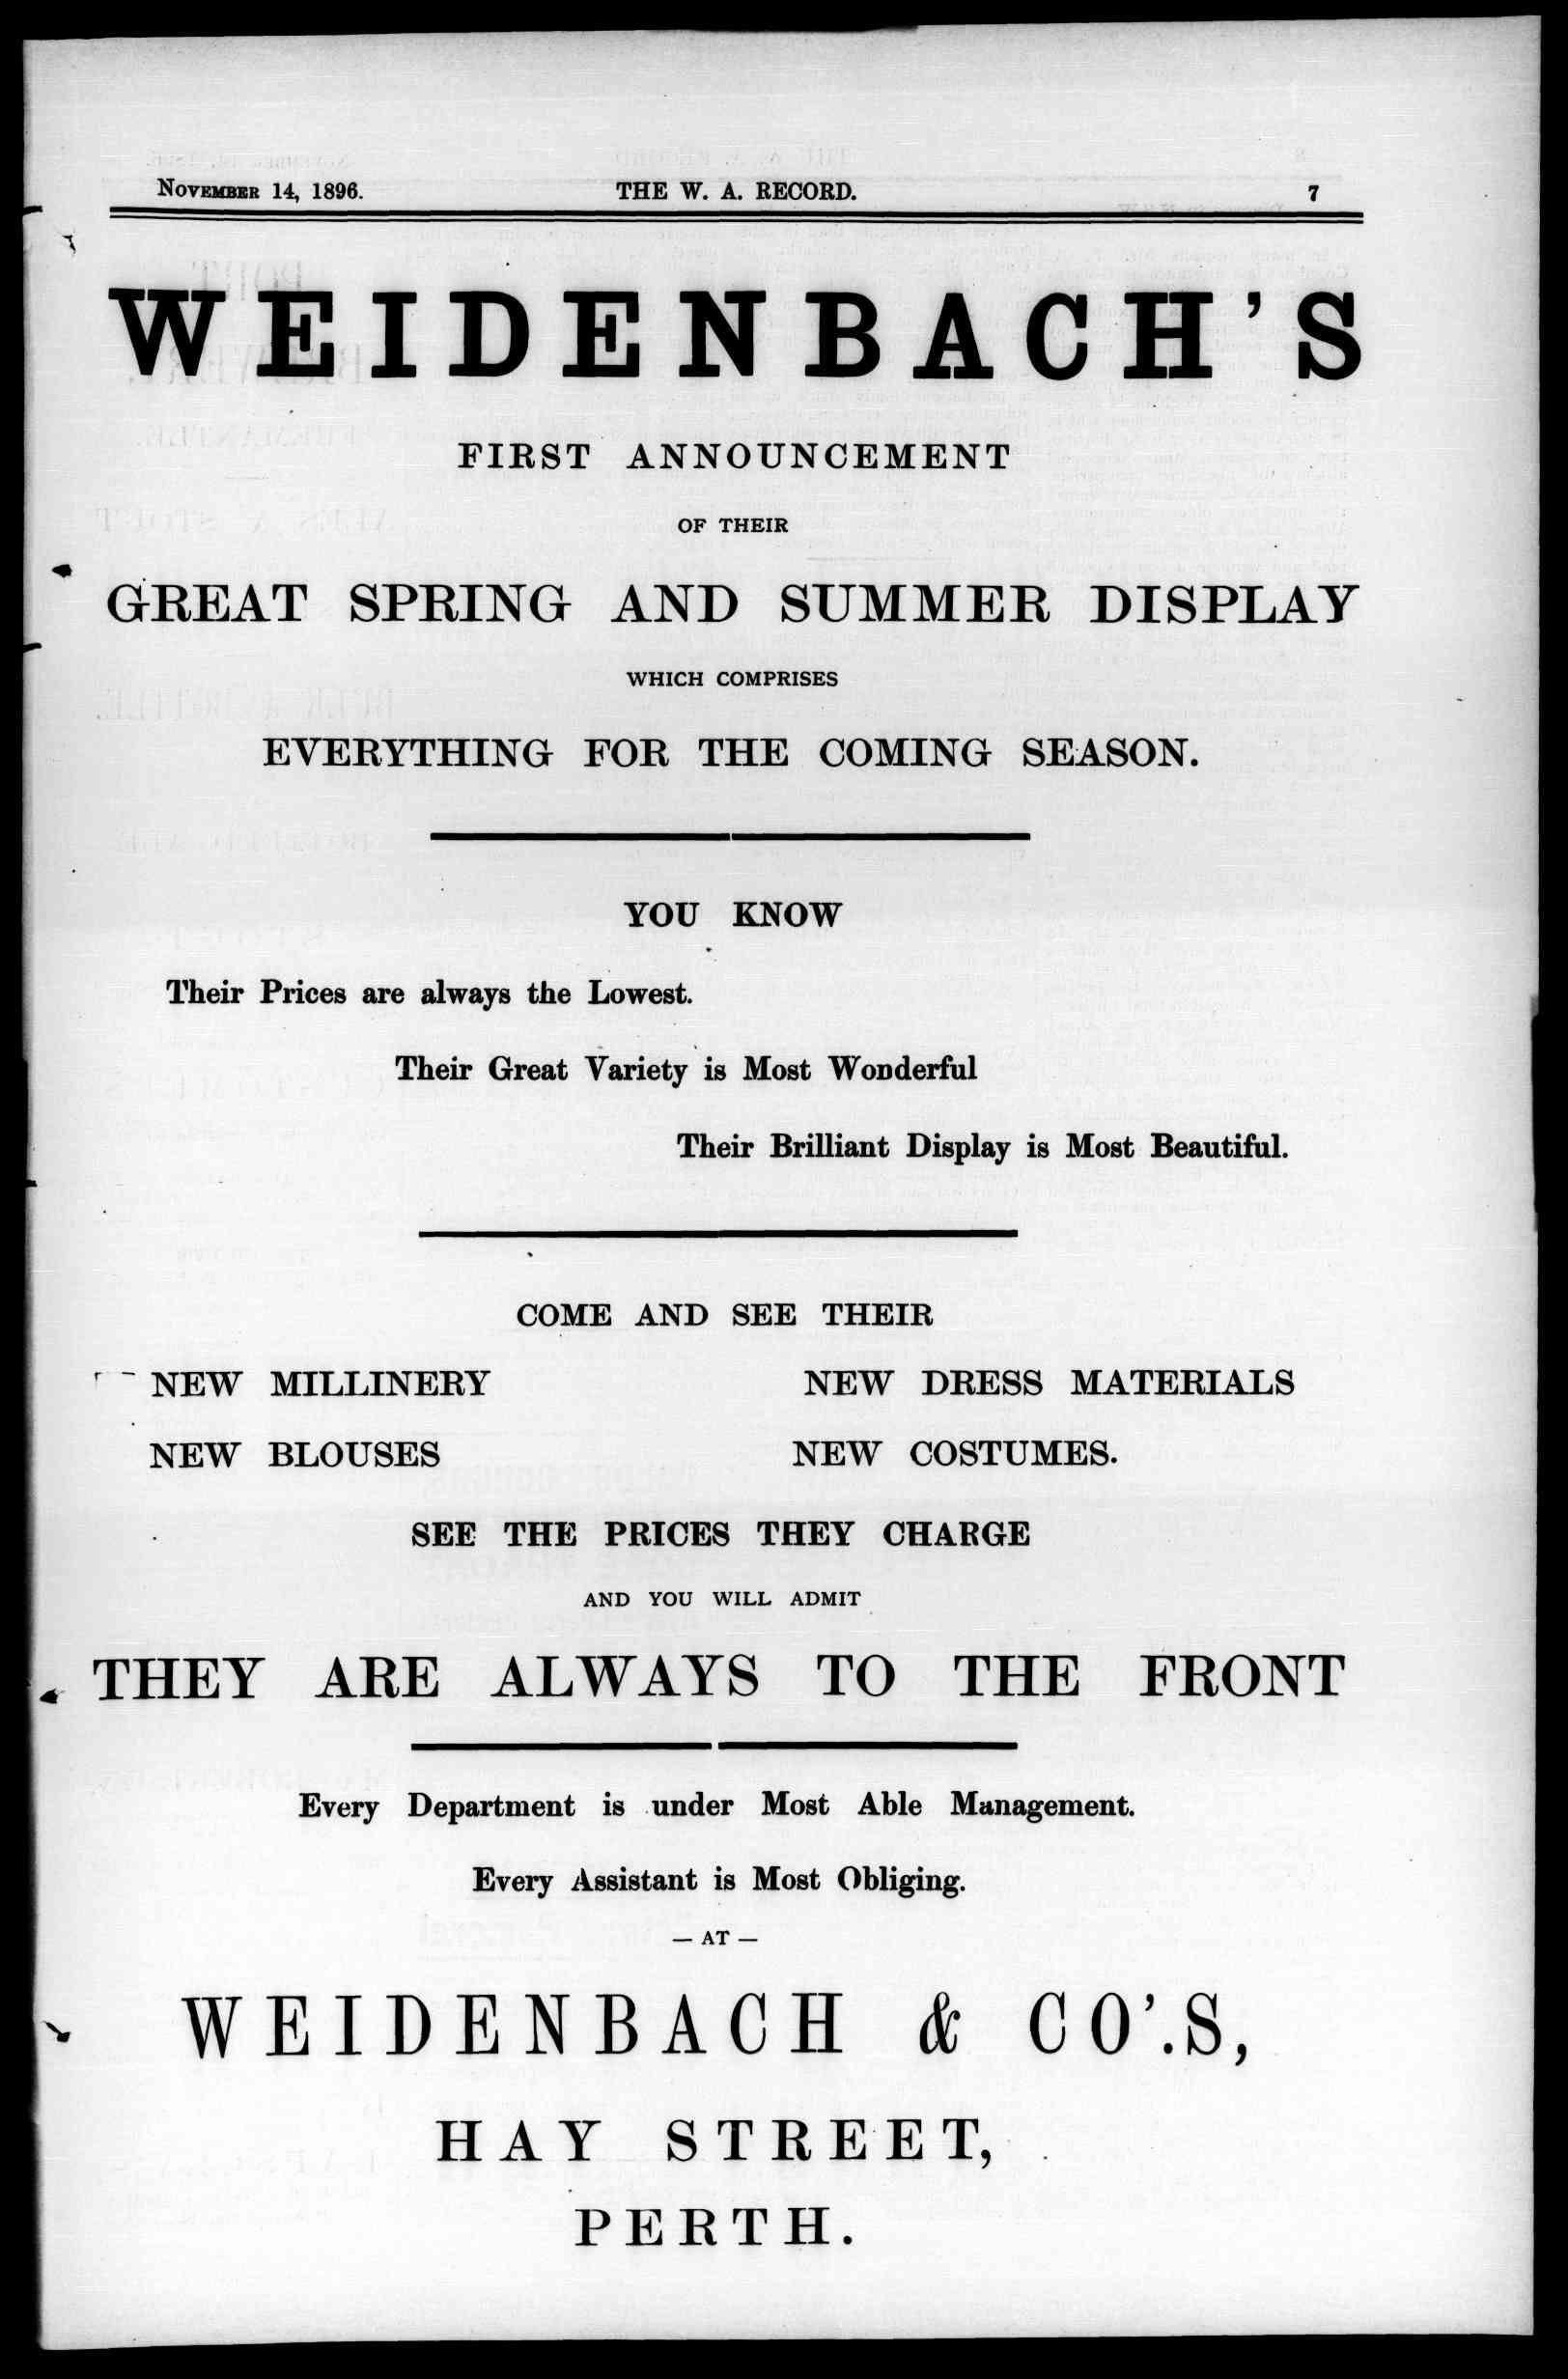 NOVEMBER 14, 1896. THE W. A. RECORD. 7
WEIDENBACH'S
FIRST ANNOUNCEMENT
OF THEIR
GREAT SPRING AND SUMMER DISPLAY
WHICH COMPRISES
EVERYTHING FOR THE COMING SEASON.
YOU KNOW
Their Prices are always the Lowest.
Their Great Variety is Most Wonderful
Their Brilliant Display is Most Beautiful.
COME AND SEE THEIR
NEW MILLINERY NEW DRESS MATERIALS
NEW BLOUSES NEW COSTUMES.
SEE THE PRICES THEY CHARGE
AND YOU WILL ADMIT
THEY ARE ALWAYS TO THE FRONT
Every Department is under Most Able Management.
Every Assistant is Most Obliging.
— AT —
WEIDENBACH & CO'.S,
HAY STREET,
PERTH.